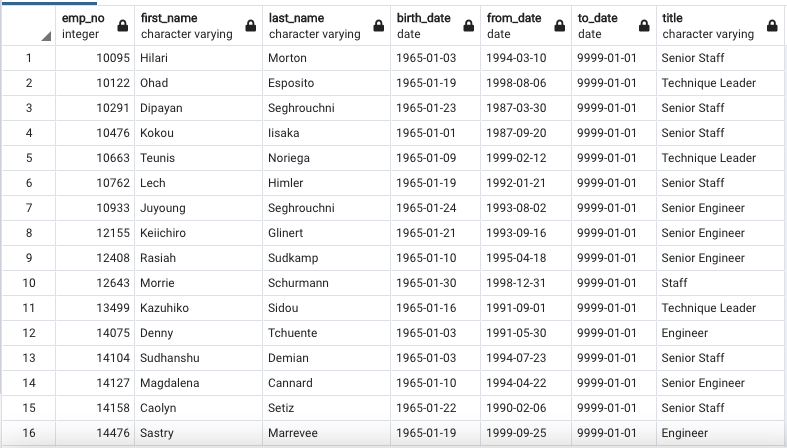 emp_no first_name last_name birth_date from_date to_date title
integer character varying character varying date date date character varying
1 10095 Hilari Morton 1965-01-03 1994-03-10 9999-01-01 Senior Staff
2 10122 Ohad Esposito 1965-01-19 1998-08-06 9999-01-01 Technique Leader
3 10291 Dipayan Seghrouchni 1965-01-23 1987-03-30 9999-01-01 Senior Staff
4 10476 Kokou Iisaka 1965-01-01 1987-09-20 9999-01-01 Senior Staff
5 10663 Teunis Noriega 1965-01-09 1999-02-12 9999-01-01 Technique Leader
6 10762 Lech Himler 1965-01-19 1992-01-21 9999-01-01 Senior Staff
7 10933 Juyoung Seghrouchni 1965-01-24 1993-08-02 9999-01-01 Senior Engineer
8 12155 Keiichiro Glinert 1965-01-21 1993-09-16 9999-01-01 Senior Engineer
9 12408 Rasiah Sudkamp 1965-01-10 1995-04-18 9999-01-01 Senior Engineer
10 12643 Morrie Schurmann 1965-01-30 1998-12-31 9999-01-01 Staff
11 13499 Kazuhiko Sidou 1965-01-16 1991-09-01 9999-01-01 Technique Leader
12 14075 Denny Tchuente 1965-01-03 1991-05-30 9999-01-01 Engineer
13 14104 Sudhanshu Demian 1965-01-03 1994-07-23 9999-01-01 Senior Staff
14 14127 Magdalena Cannard 1965-01-10 1994-04-22 9999-01-01 Senior Engineer
15 14158 Caolyn Setiz 1965-01-22 1990-02-06 9999-01-01 Senior Staff
16 14476 Sastry Marrevee 1965-01-19 1999-09-25 9999-01-01 Engineer